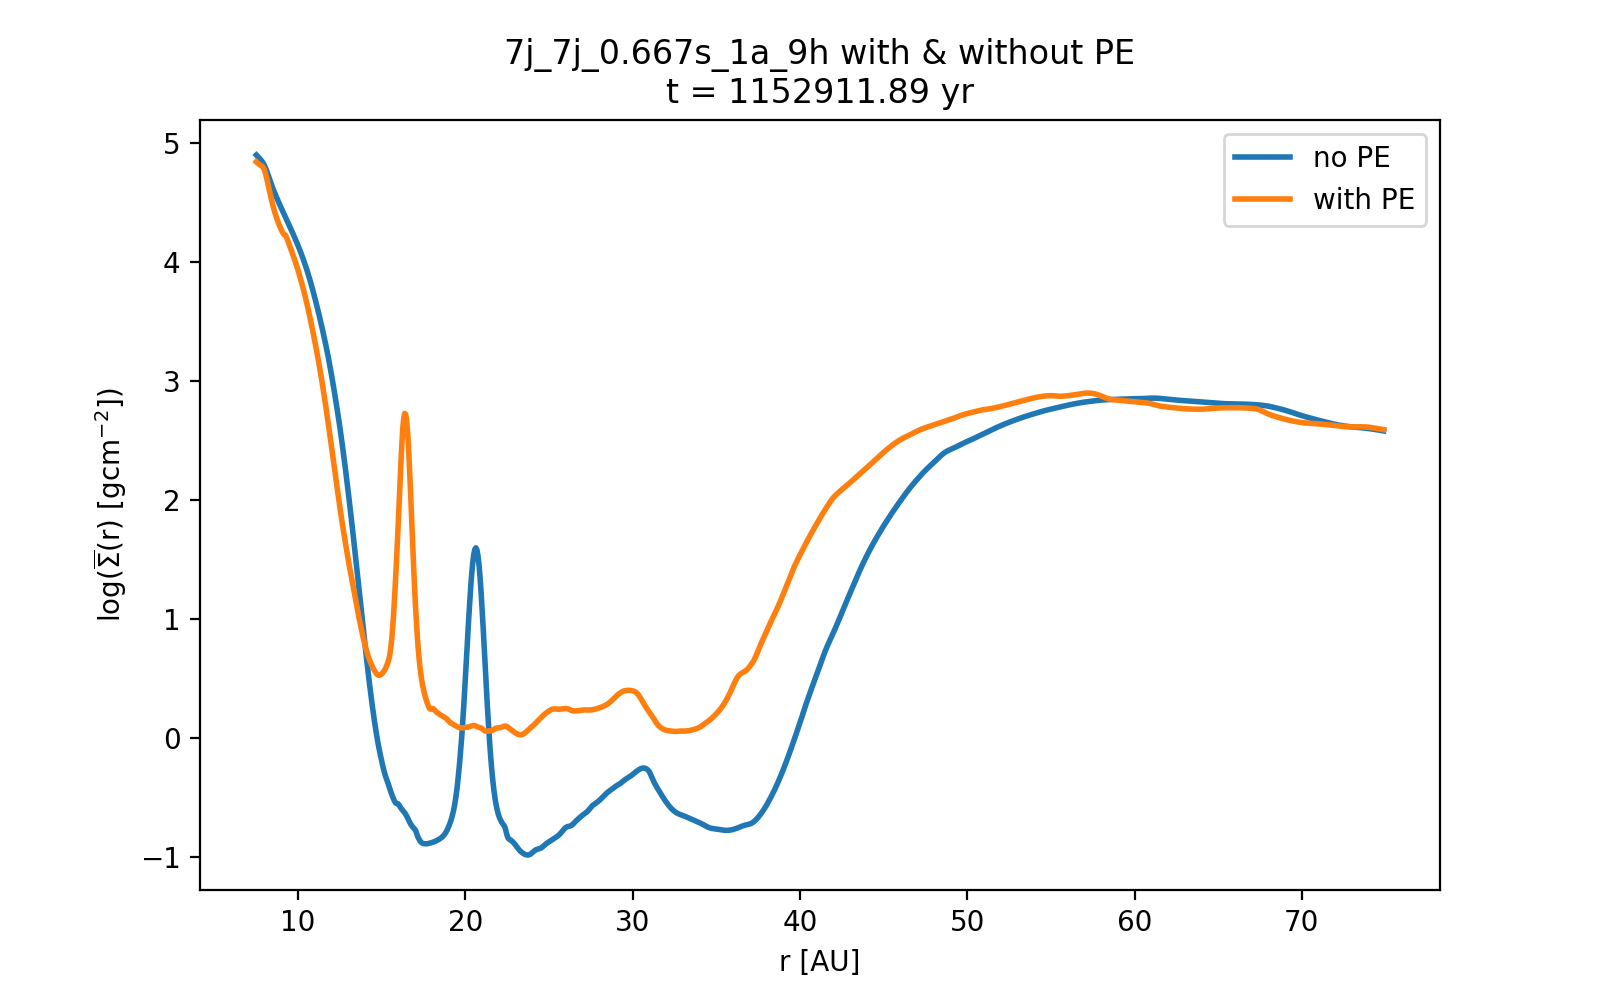 7j_7j_0.667s_1a_9h with & without PE
t = 1152911.89 yr
no PE
with PE
5
4
3
2
1
0
−1
log(Σ̅(r) [gcm⁻²])
10 20 30 40 50 60 70
r [AU]